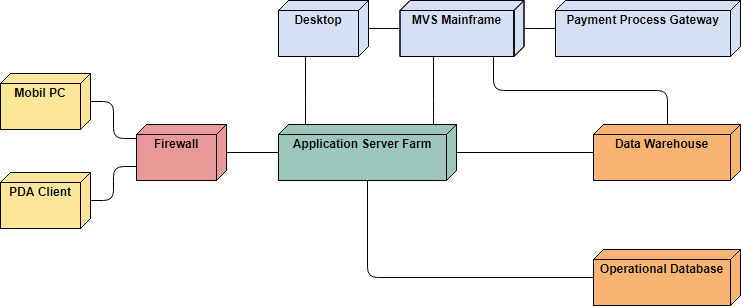 Desktop
MVS Mainframe
Payment Process Gateway
Mobil PC
Firewall
Application Server Farm
Data Warehouse
PDA Client
Operational Database